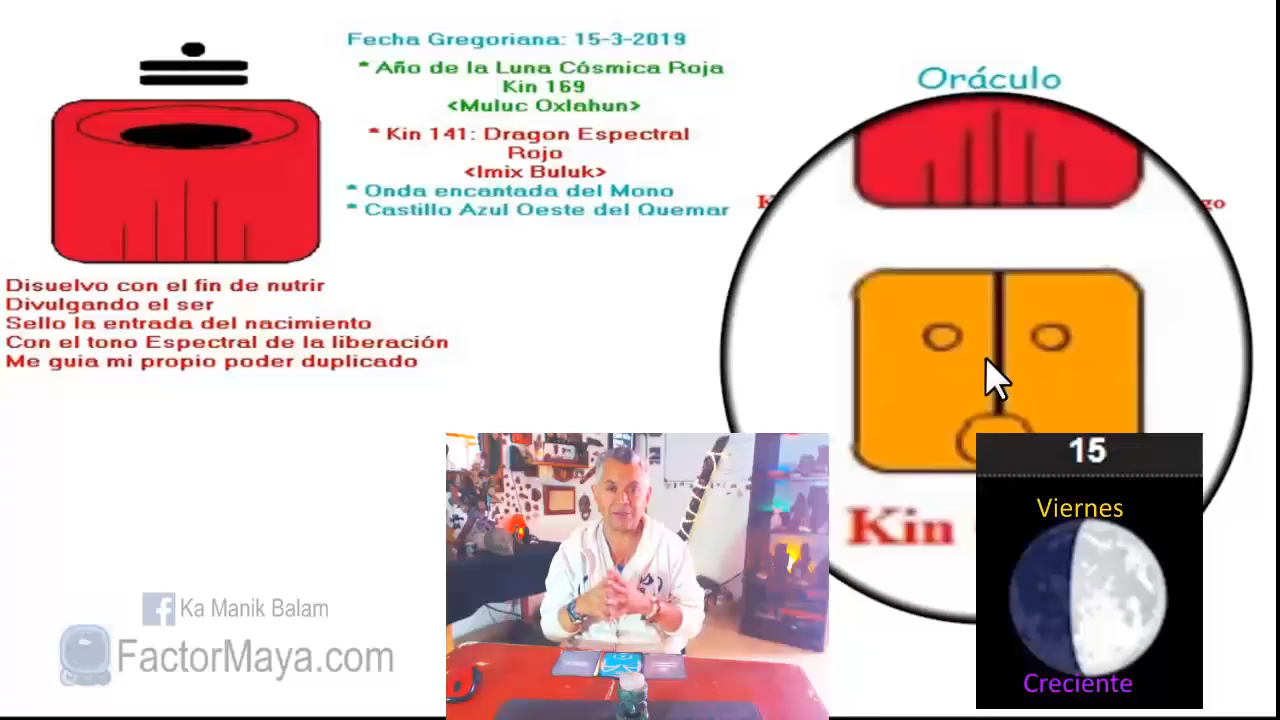 Fecha Gregoriana: 15-3-2019
* Año de la Luna Cósmica Roja
Kin 169
<Muluc Oxlahun>
* Kin 141: Dragon Espectral
Rojo
<Imix Buluk>
* Onda encantada del Mono
* Castillo Azul Oeste del Quemar
Disuelvo con el fin de nutrir
Divulgando el ser
Sello la entrada del nacimiento
Con el tono Espectral de la liberación
Me guia mi propio poder duplicado
Oráculo
K
go
Kin
15
Viernes
Creciente
Ka Manik Balam
FactorMaya.com